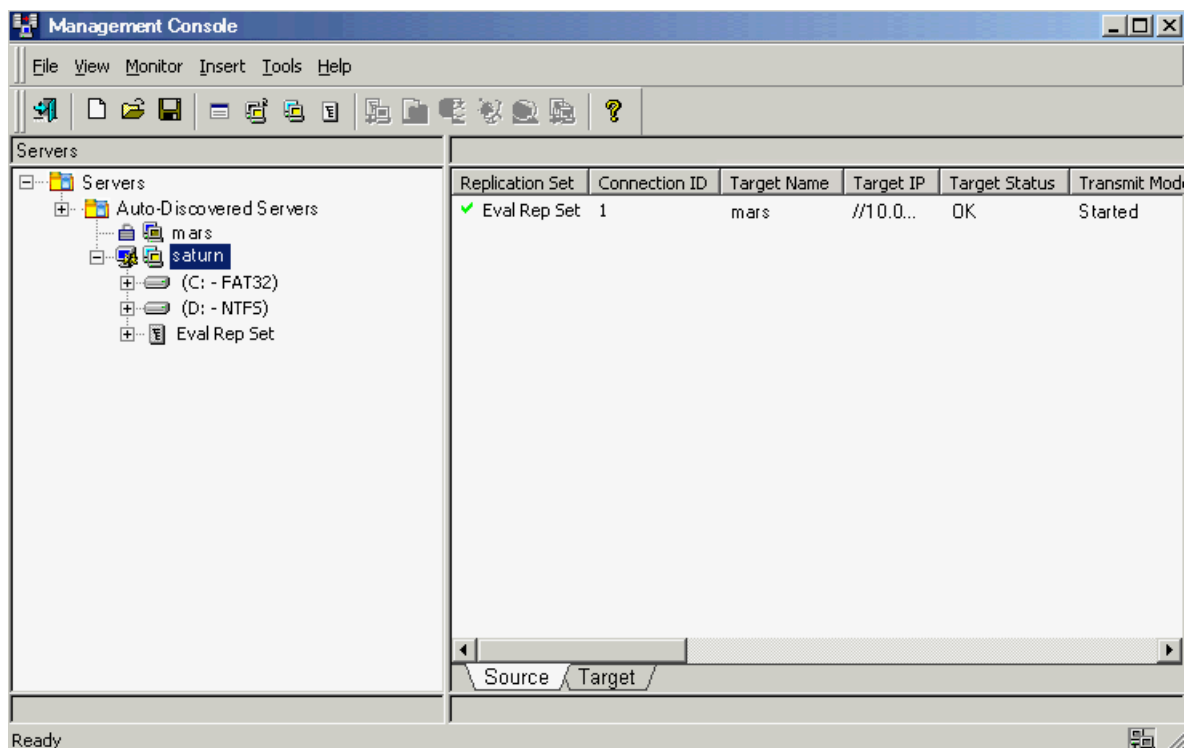 Management Console
File View Monitor Insert Tools Help
Servers
Servers
Auto-Discovered Servers
mars
saturn
(C: - FAT32)
(D: - NTFS)
Eval Rep Set
Replication Set Connection ID Target Name Target IP Target Status Transmit Mod
Eval Rep Set 1 mars //10.0... OK Started
Source Target
Ready